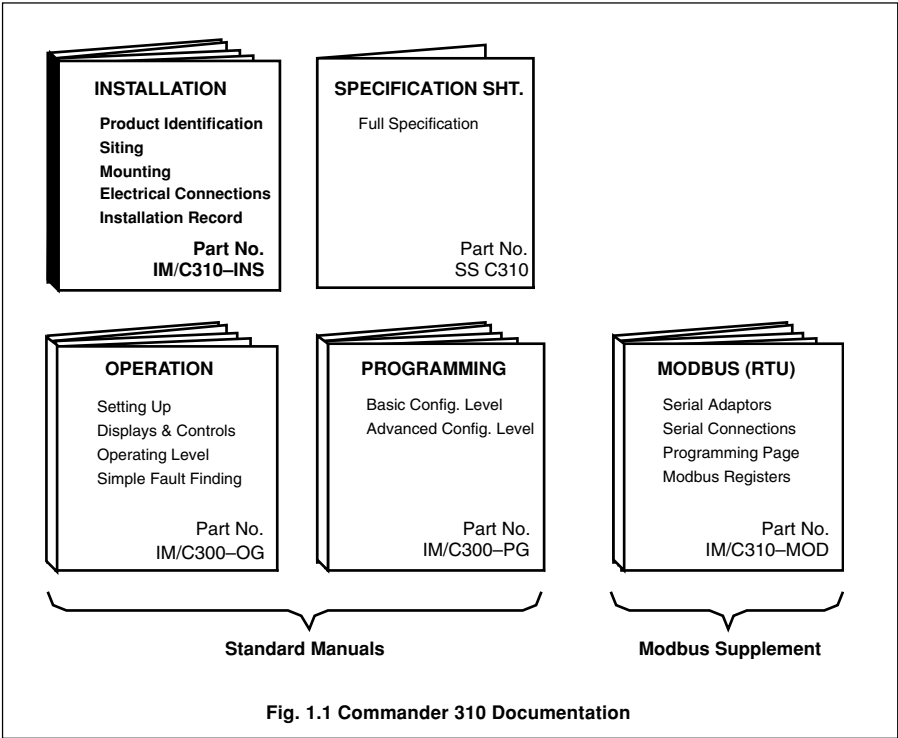 INSTALLATION
Product Identification
Siting
Mounting
Electrical Connections
Installation Record
Part No.
IM/C310–INS
SPECIFICATION SHT.
Full Specification
Part No.
SS C310
OPERATION
Setting Up
Displays & Controls
Operating Level
Simple Fault Finding
Part No.
IM/C300–OG
PROGRAMMING
Basic Config. Level
Advanced Config. Level
Part No.
IM/C300–PG
MODBUS (RTU)
Serial Adaptors
Serial Connections
Programming Page
Modbus Registers
Part No.
IM/C310–MOD
Standard Manuals
Modbus Supplement
Fig. 1.1 Commander 310 Documentation